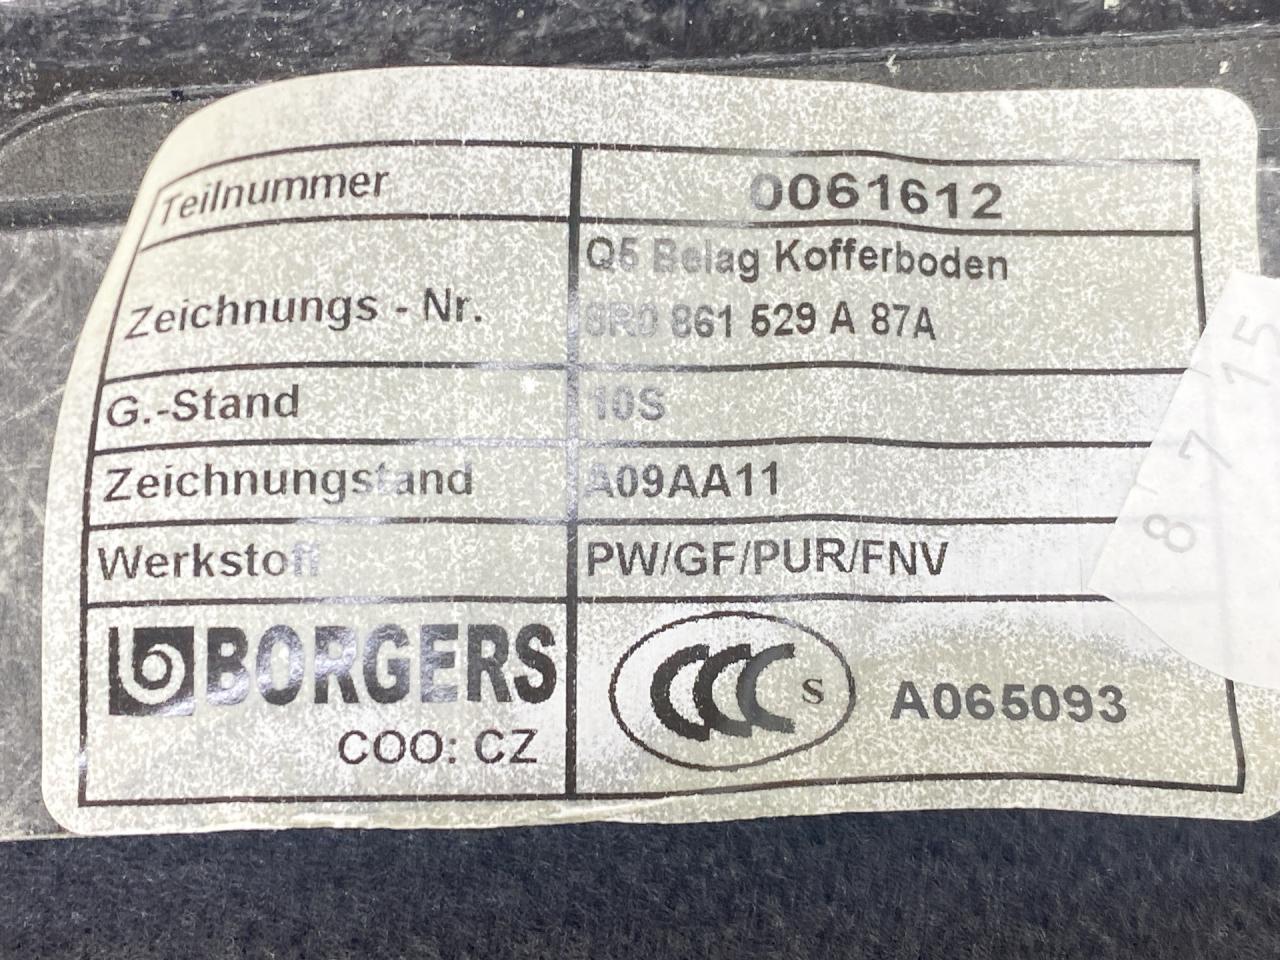 Teilnummer 0061612
Q5 Belag Kofferboden
Zeichnungs - Nr. 8R0 861 529 A 87A
G.-Stand 10S
Zeichnungstand A09AA11
Werkstoff PW/GF/PUR/FNV
BORGERS
CCC S A065093
COO: CZ
8 7 15